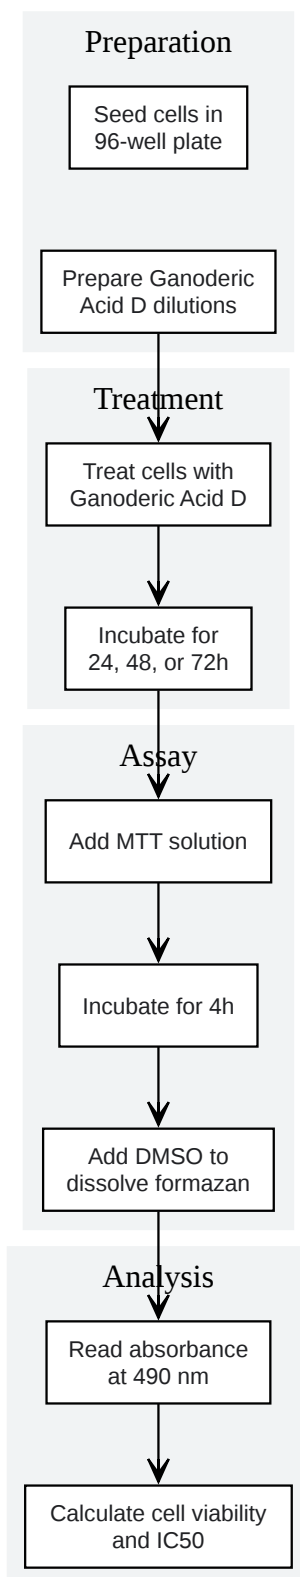 Preparation
Seed cells in
96-well plate
Prepare Ganoderic
Acid D dilutions
Treatment
Treat cells with
Ganoderic Acid D
Incubate for
24, 48, or 72h
Assay
Add MTT solution
Incubate for 4h
Add DMSO to
dissolve formazan
Analysis
Read absorbance
at 490 nm
Calculate cell viability
and IC50